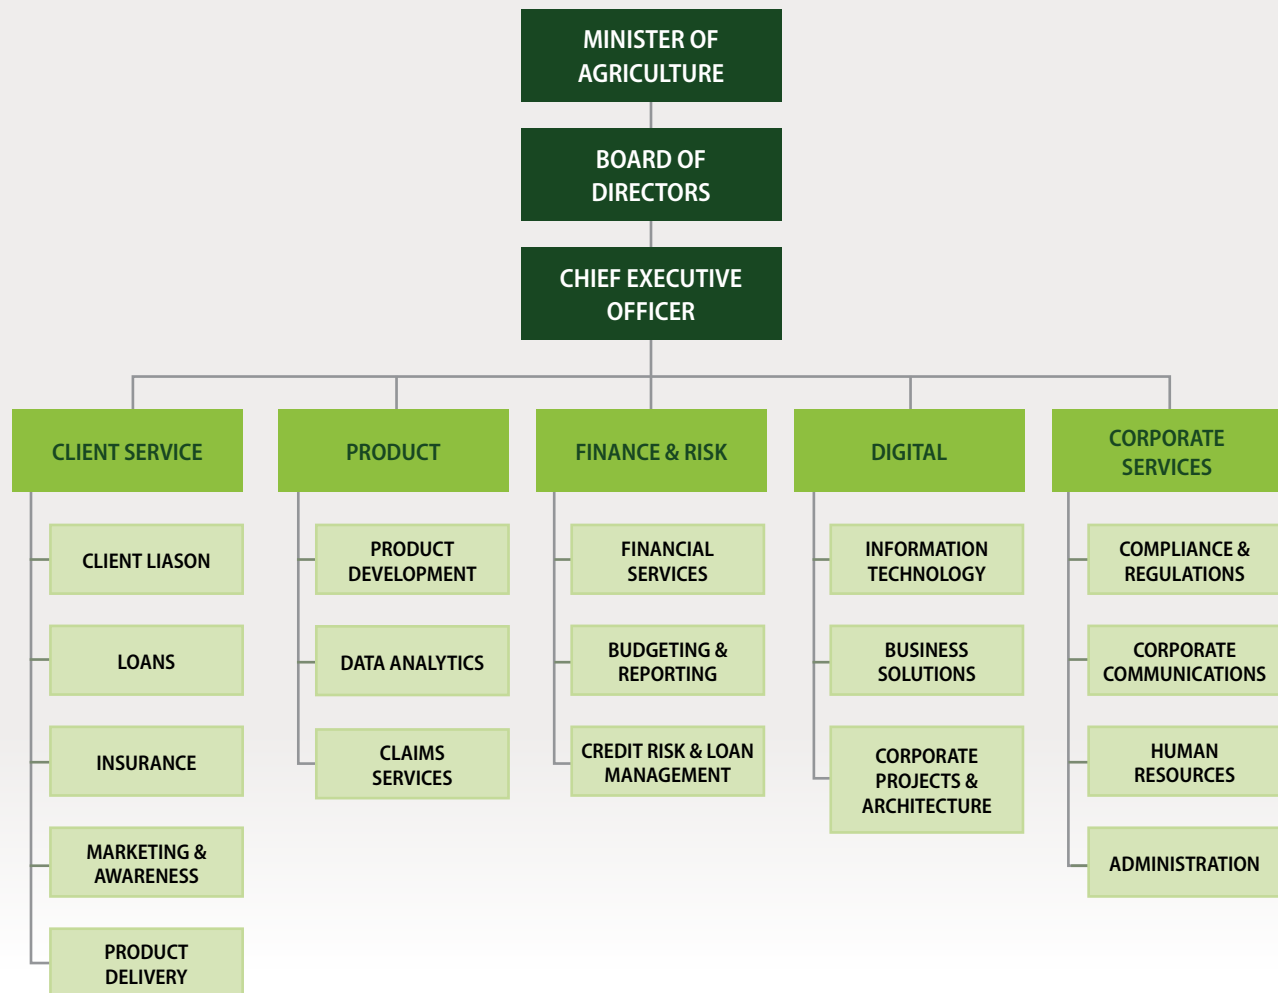 MINISTER OF
AGRICULTURE
BOARD OF
DIRECTORS
CHIEF EXECUTIVE
OFFICER
CLIENT SERVICE
CLIENT LIASON
LOANS
INSURANCE
MARKETING &
AWARENESS
PRODUCT
DELIVERY
PRODUCT
PRODUCT
DEVELOPMENT
DATA ANALYTICS
CLAIMS
SERVICES
FINANCE & RISK
FINANCIAL
SERVICES
BUDGETING &
REPORTING
CREDIT RISK & LOAN
MANAGEMENT
DIGITAL
INFORMATION
TECHNOLOGY
BUSINESS
SOLUTIONS
CORPORATE
PROJECTS &
ARCHITECTURE
CORPORATE
SERVICES
COMPLIANCE &
REGULATIONS
CORPORATE
COMMUNICATIONS
HUMAN
RESOURCES
ADMINISTRATION